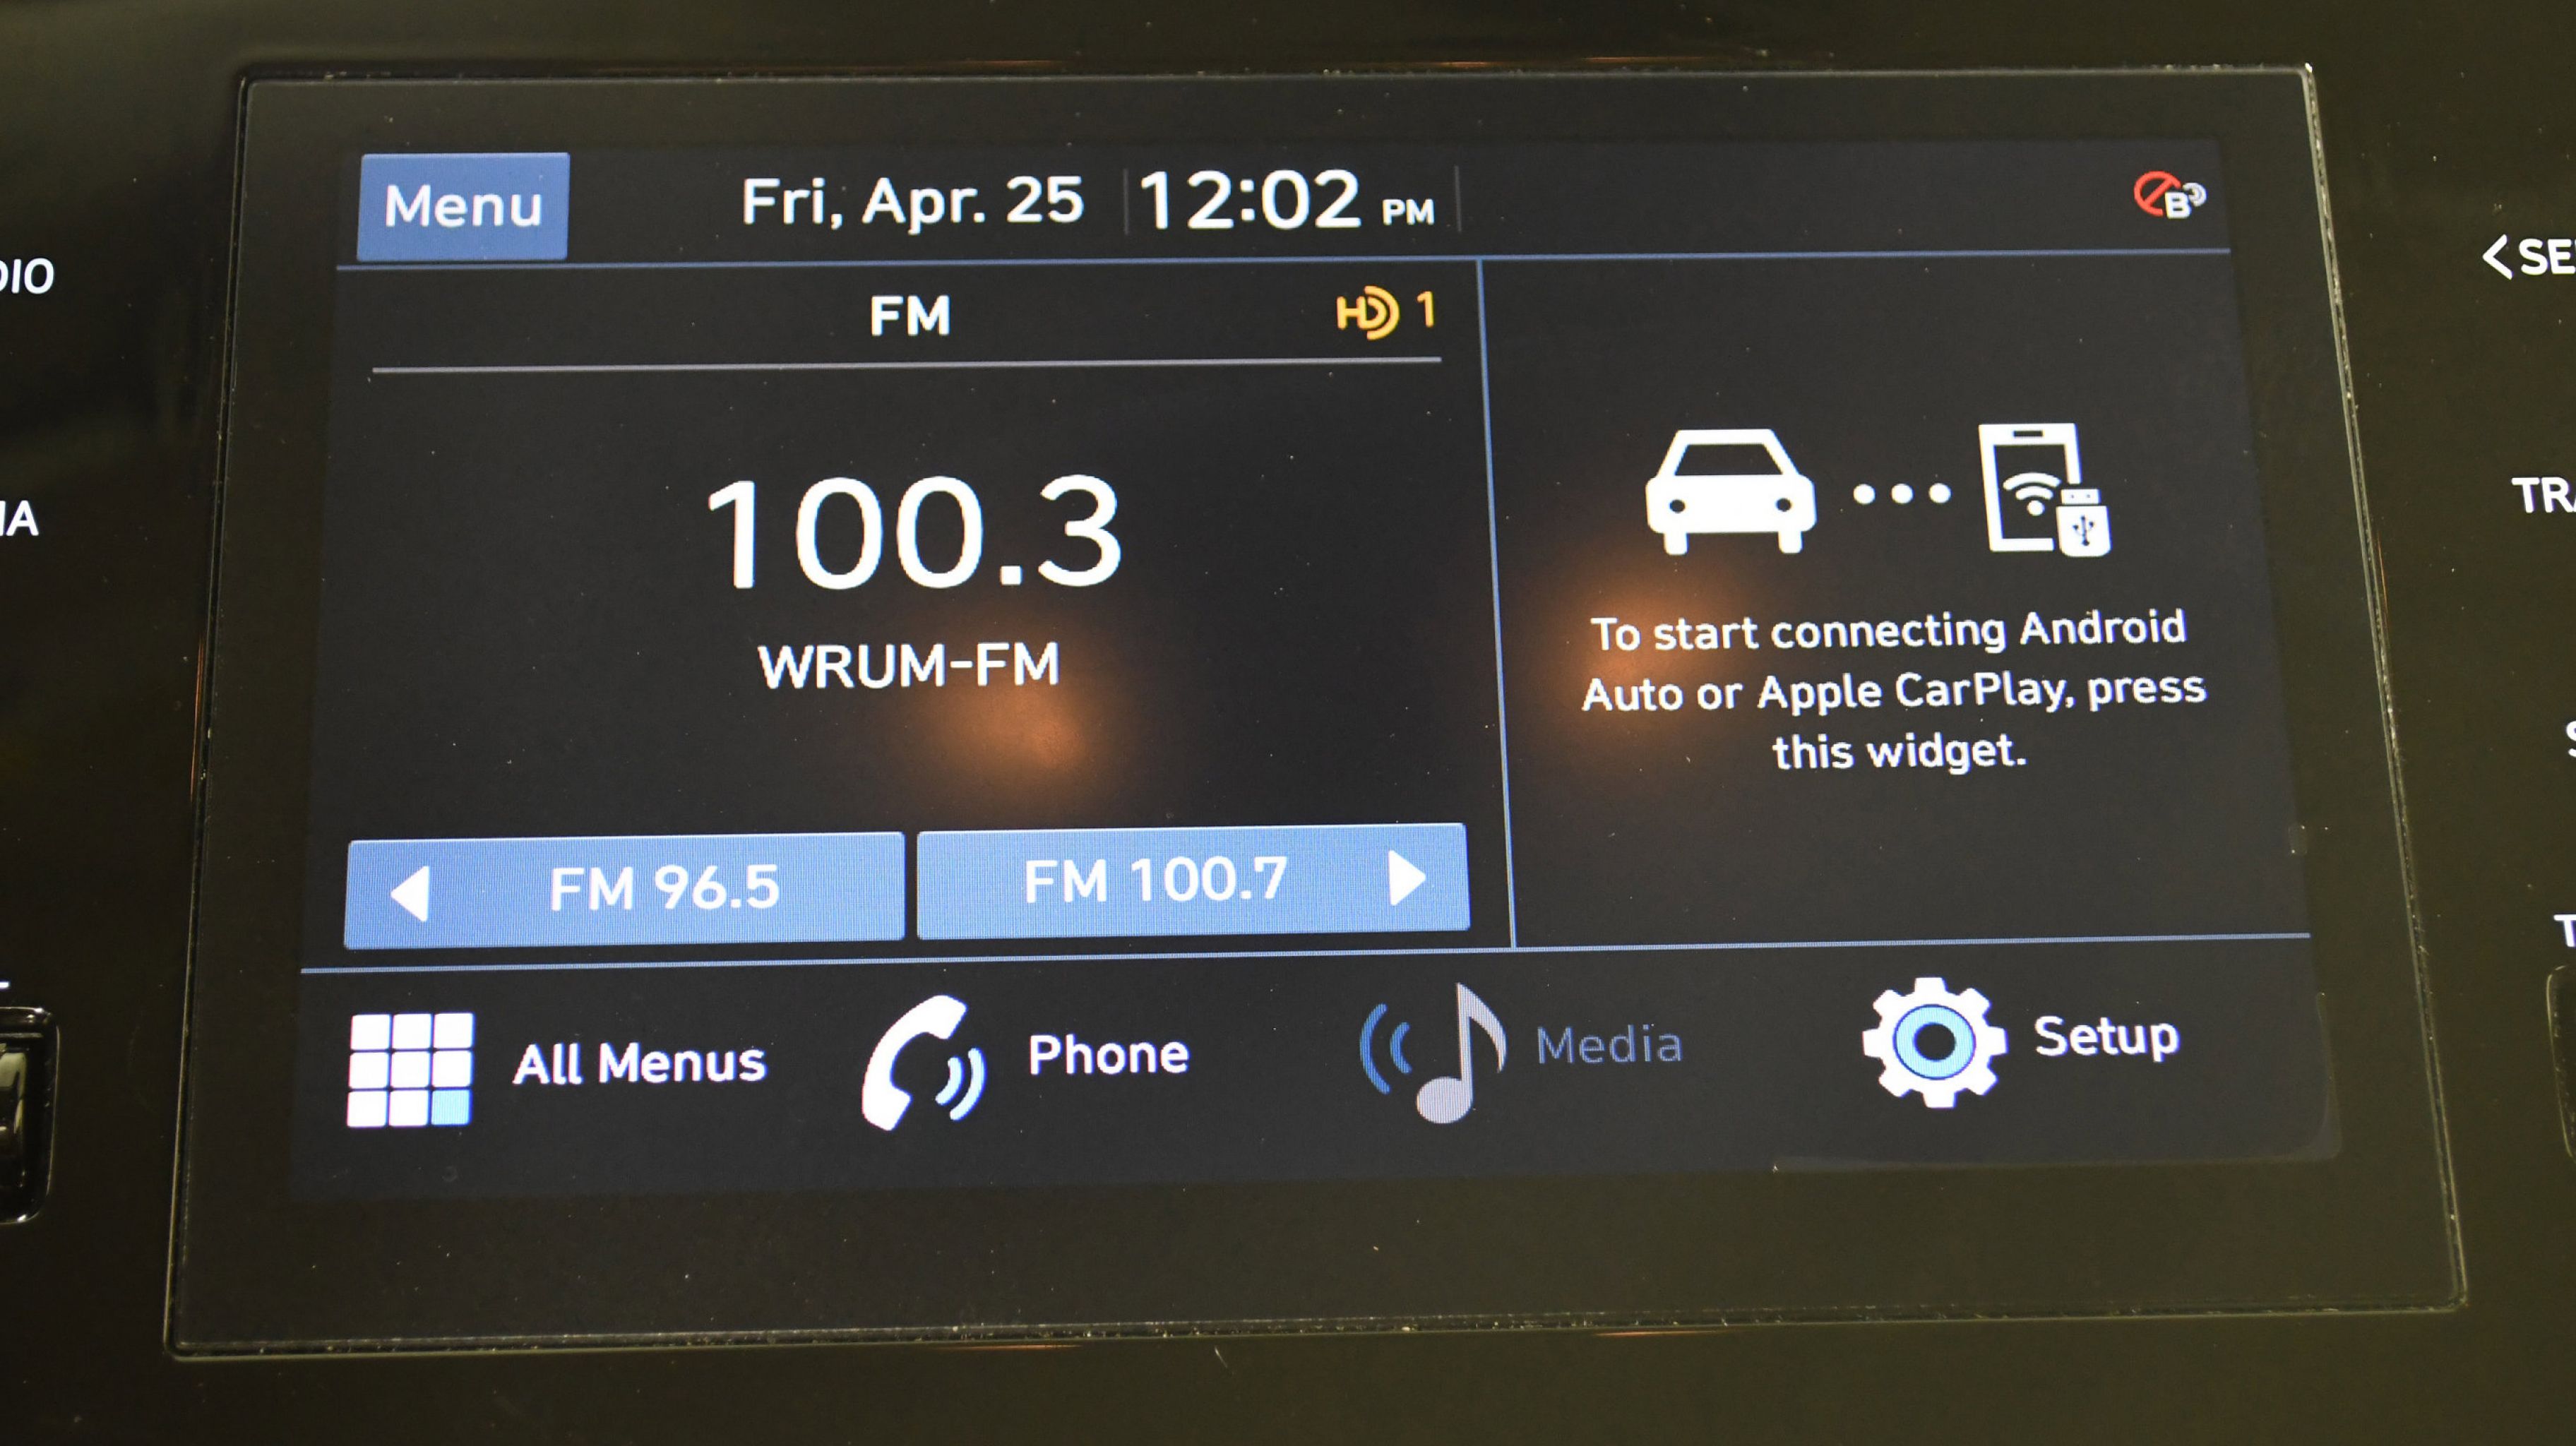 Menu
Fri, Apr. 25
12:02 PM
B
FM
HD 1
100.3
WRUM-FM
FM 96.5
FM 100.7
To start connecting Android
Auto or Apple CarPlay, press
this widget.
All Menus
Phone
Media
Setup